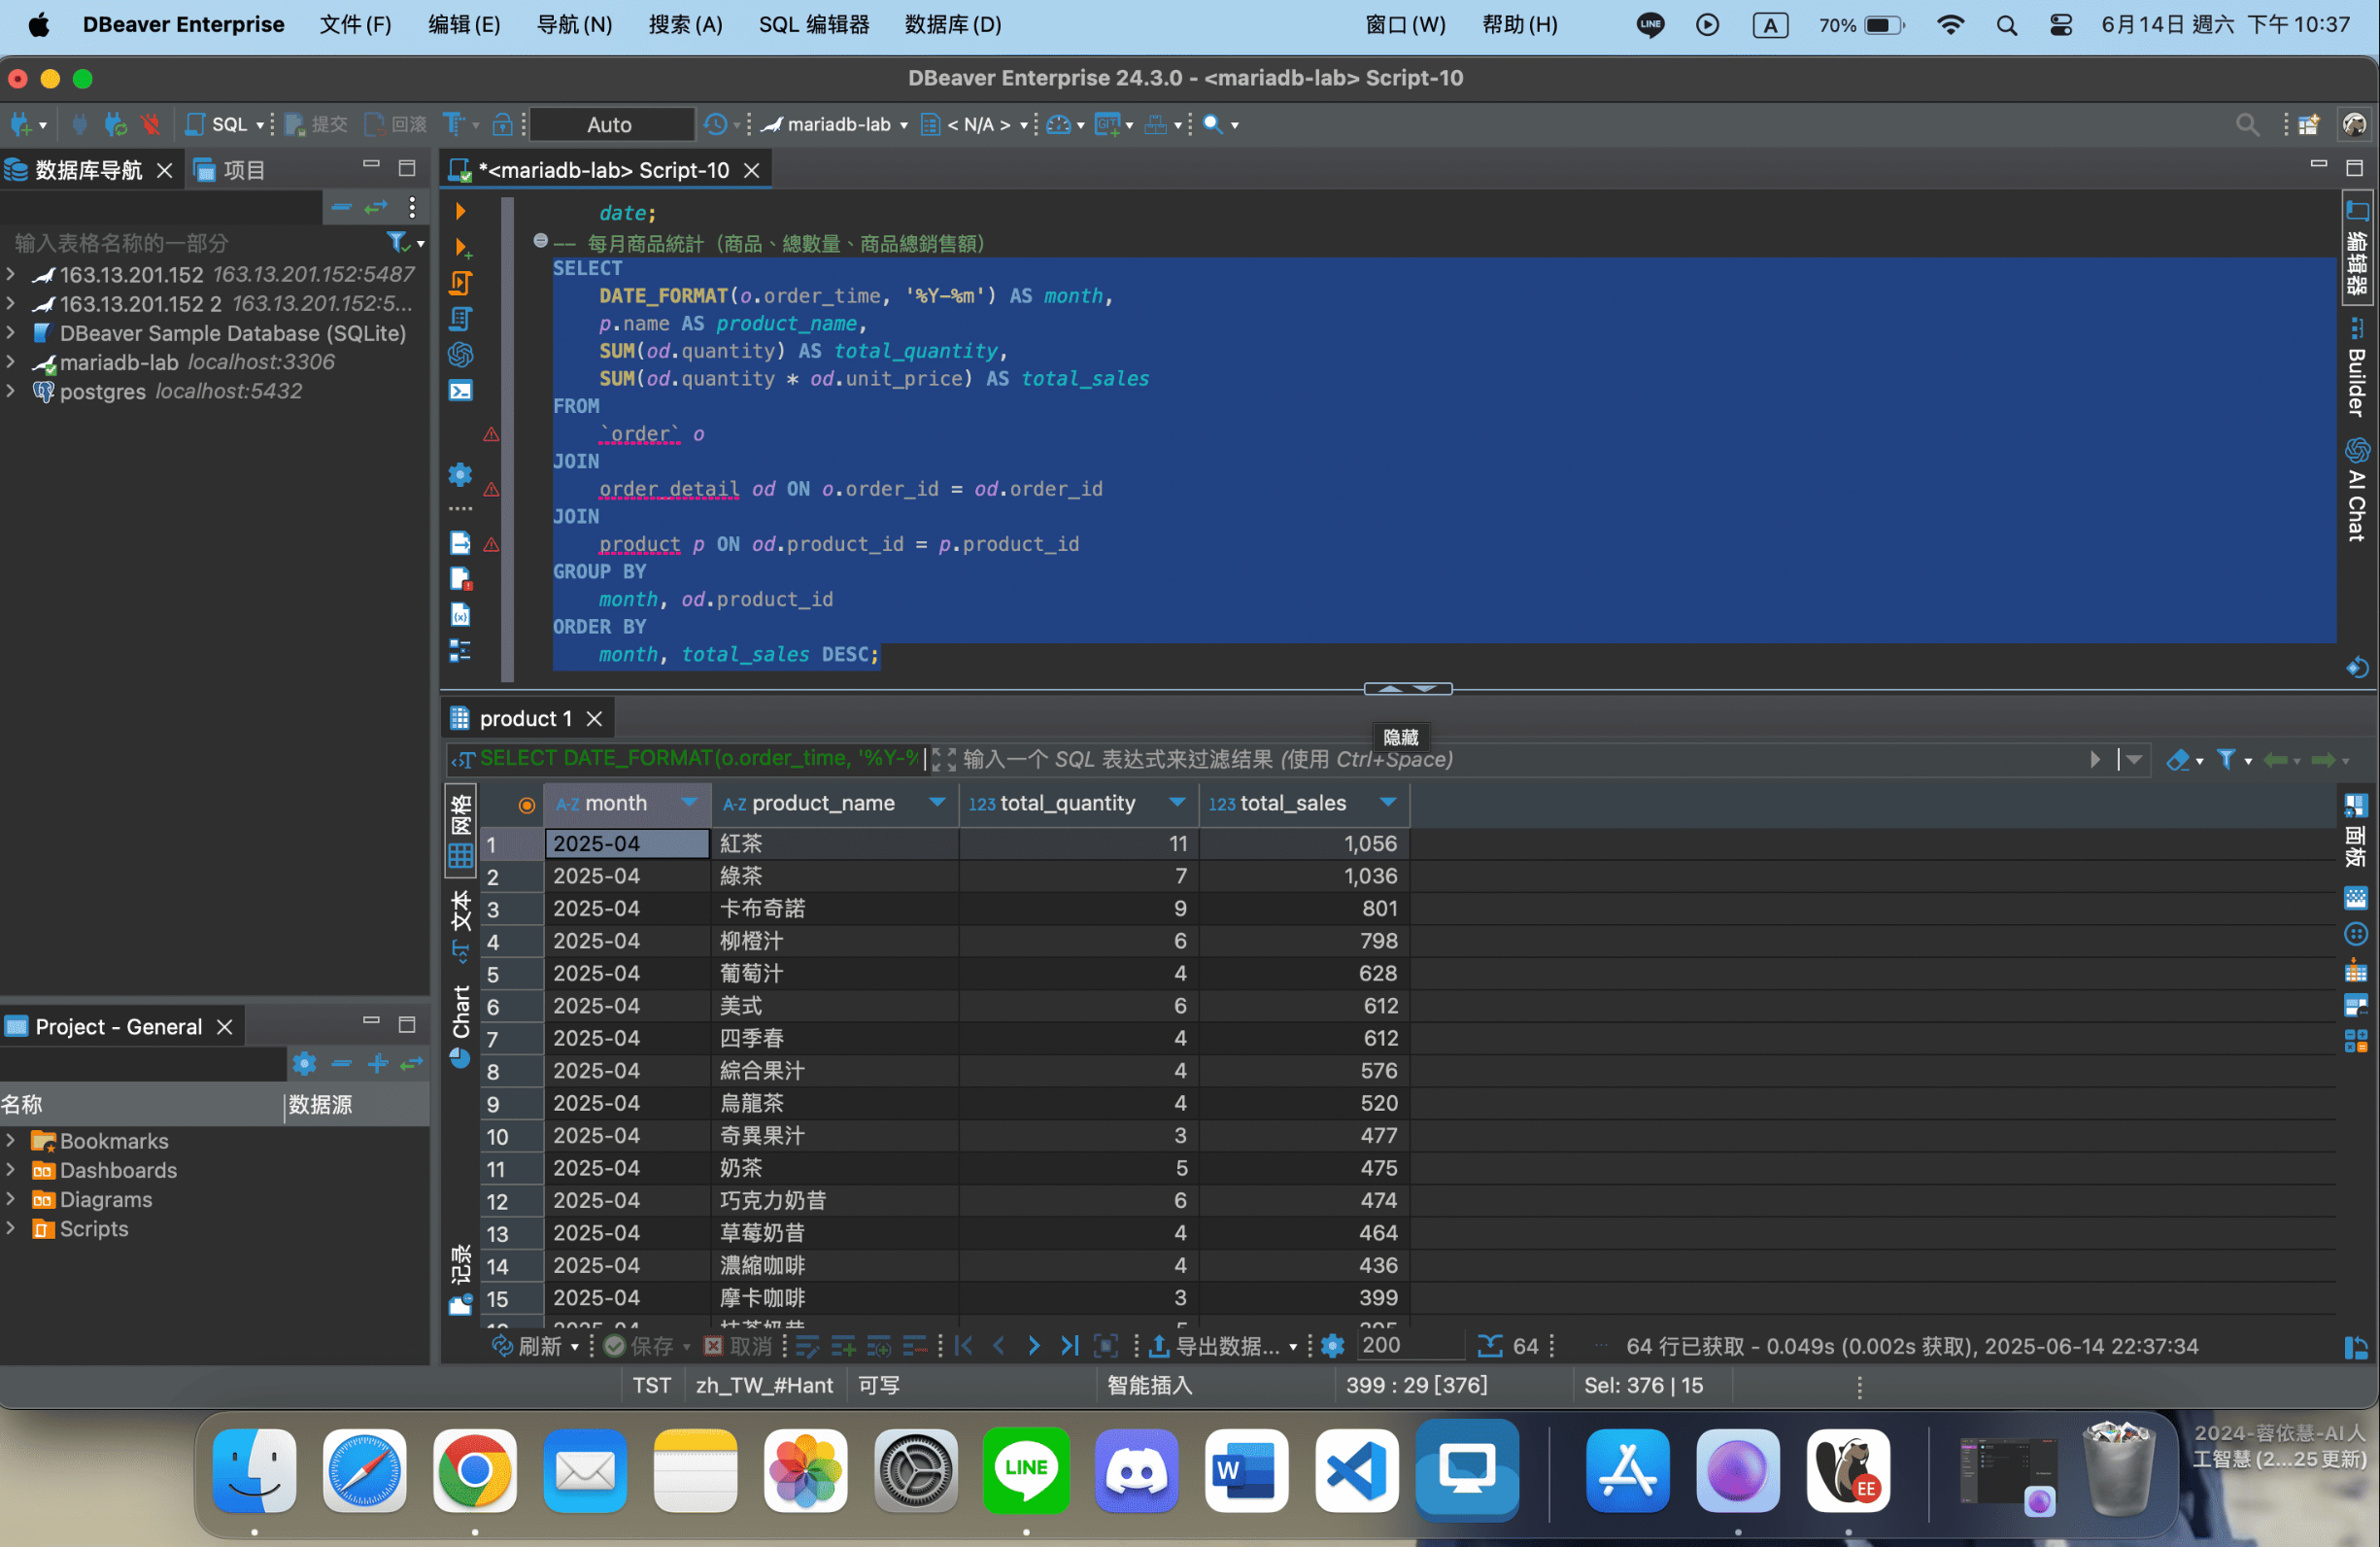 DBeaver Enterprise 文件(F) 编辑(E) 导航(N) 搜索(A) SQL 编辑器 数据库(D) 窗口(W) 帮助(H) LINE A 70% 6月14日 週六 下午10:37
DBeaver Enterprise 24.3.0 - <mariadb-lab> Script-10
SQL 提交 回滚 Auto mariadb-lab < N/A > GIT
数据库导航 项目
输入表格名称的一部分
163.13.201.152 163.13.201.152:5487
163.13.201.152 2 163.13.201.152:5...
DBeaver Sample Database (SQLite)
mariadb-lab localhost:3306
postgres localhost:5432
*<mariadb-lab> Script-10
date;
-- 每月商品統計（商品、總數量、商品總銷售額）
SELECT
DATE_FORMAT(o.order_time, '%Y-%m') AS month,
p.name AS product_name,
SUM(od.quantity) AS total_quantity,
SUM(od.quantity * od.unit_price) AS total_sales
FROM
`order` o
JOIN
order_detail od ON o.order_id = od.order_id
JOIN
product p ON od.product_id = p.product_id
GROUP BY
month, od.product_id
ORDER BY
month, total_sales DESC;
编辑器
Builder
AI Chat
product 1
隐藏
SELECT DATE_FORMAT(o.order_time, '%Y-% 输入一个 SQL 表达式来过滤结果 (使用 Ctrl+Space)
网格
文本
Chart
记录
面板
A-Z month A-Z product_name 123 total_quantity 123 total_sales
1 2025-04 紅茶 11 1,056
2 2025-04 綠茶 7 1,036
3 2025-04 卡布奇諾 9 801
4 2025-04 柳橙汁 6 798
5 2025-04 葡萄汁 4 628
6 2025-04 美式 6 612
7 2025-04 四季春 4 612
8 2025-04 綜合果汁 4 576
9 2025-04 烏龍茶 4 520
10 2025-04 奇異果汁 3 477
11 2025-04 奶茶 5 475
12 2025-04 巧克力奶昔 6 474
13 2025-04 草莓奶昔 4 464
14 2025-04 濃縮咖啡 4 436
15 2025-04 摩卡咖啡 3 399
刷新 保存 取消 导出数据... 200 64 64 行已获取 - 0.049s (0.002s 获取), 2025-06-14 22:37:34
Project - General
名称 数据源
Bookmarks
Dashboards
Diagrams
Scripts
TST zh_TW_#Hant 可写 智能插入 399 : 29 [376] Sel: 376 | 15
LINE W EE
2024-蓉依慧-AI人
工智慧 (2...25更新)